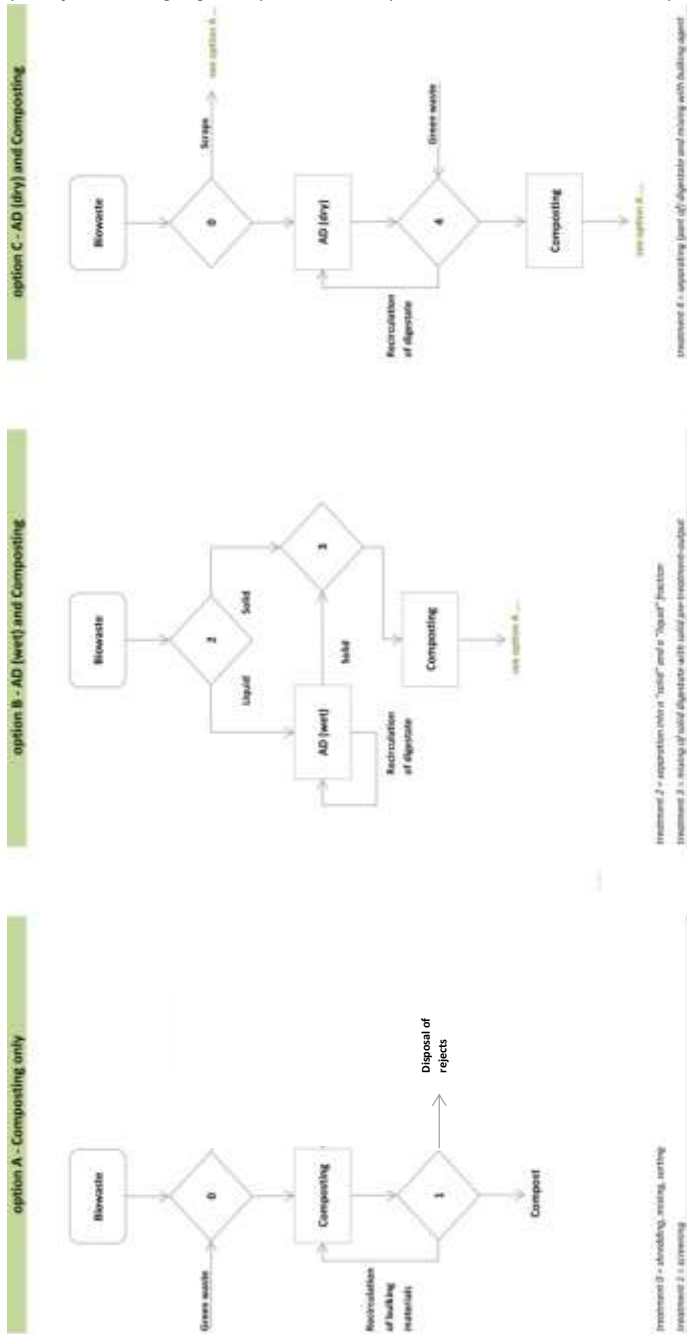 option A - Composting only
Biowaste
Green waste
0
Composting
Recirculation
of bulking
materials
1
Disposal of
rejects
Compost
treatment 0 = shredding, mixing, sorting
treatment 1 = screening
option B - AD (wet) and Composting
Biowaste
2
Liquid
Solid
AD (wet)
Solid
3
Recirculation
of digestate
Composting
see option A ...
treatment 2 = separation into a "solid" and a "liquid" fraction
treatment 3 = mixing of solid digestate with solid pre-treatment-output
option C - AD (dry) and Composting
Biowaste
0
Scraps
see option A ...
AD (dry)
Recirculation
of digestate
4
Green waste
Composting
see option A ...
treatment 4 = separating (part of) digestate and mixing with bulking agent